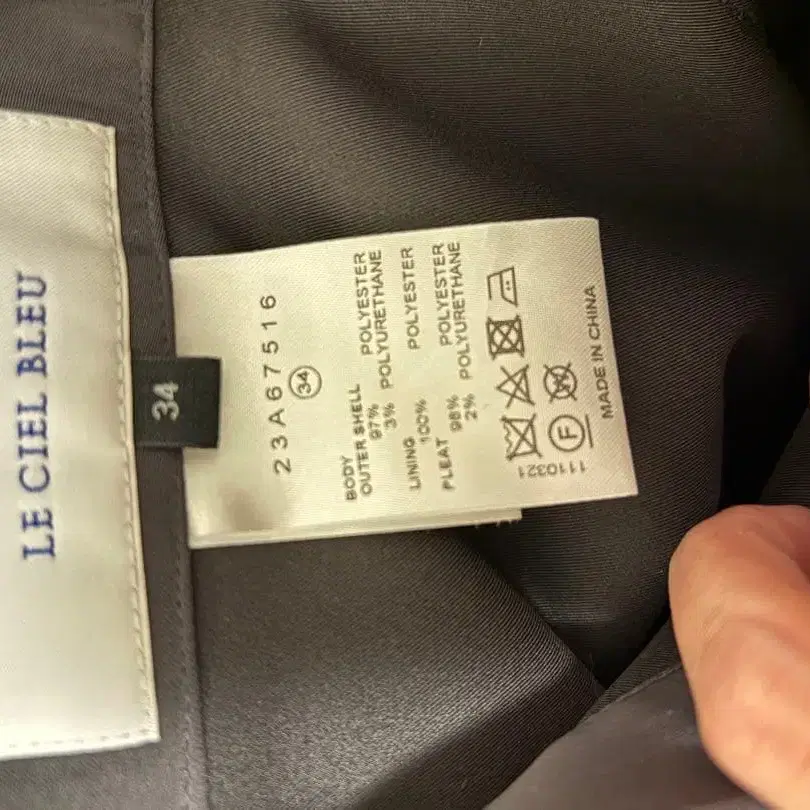 LE CIEL BLEU
34
23A67516
34
BODY
OUTER SHELL
97% POLYESTER
3% POLYURETHANE
LINING
100% POLYESTER
PLEAT
98% POLYESTER
2% POLYURETHANE
F W
1110321
MADE IN CHINA